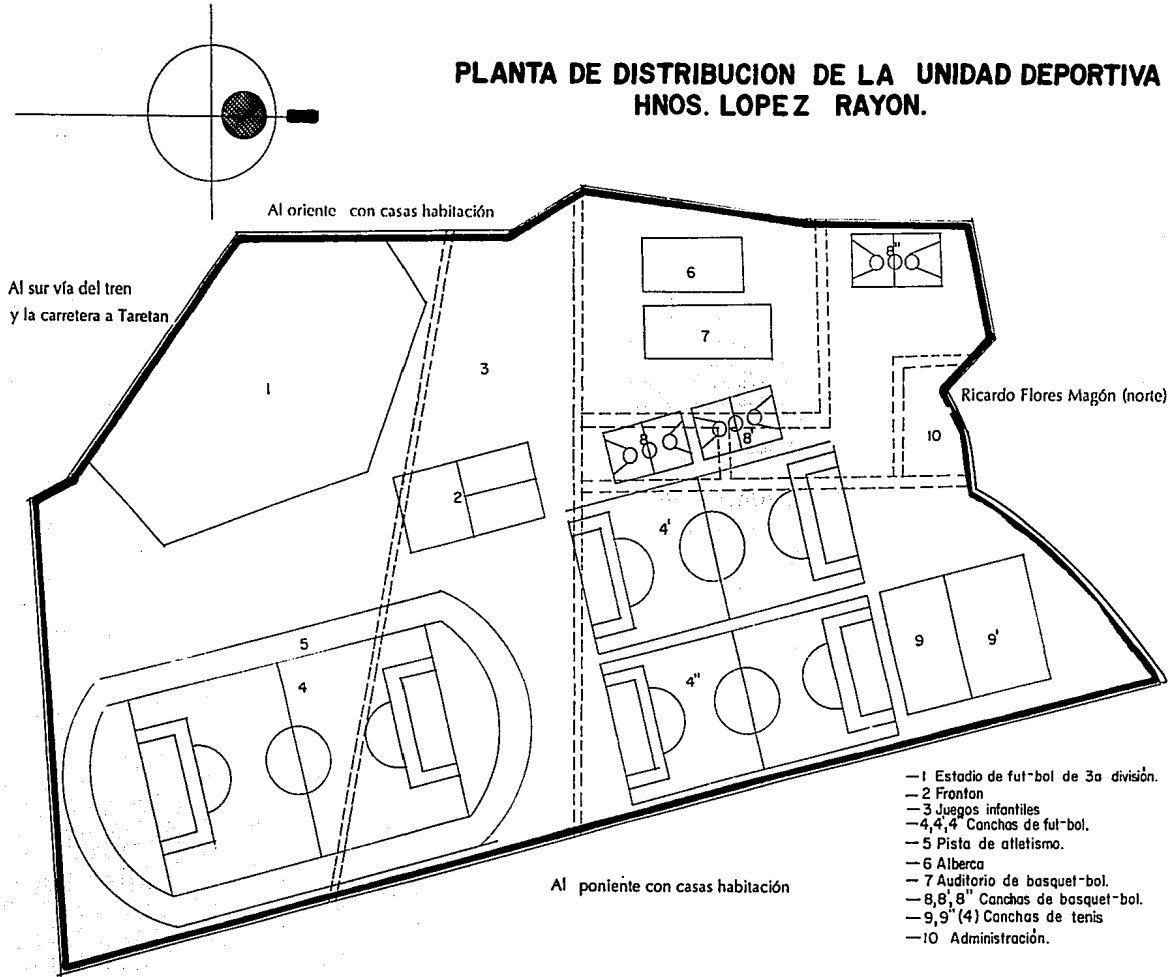 PLANTA DE DISTRIBUCION DE LA UNIDAD DEPORTIVA
HNOS. LOPEZ RAYON.
Al oriente con casas habitación
Al sur vía del tren
y la carretera a Taretan
Ricardo Flores Magón (norte)
1
2
3
4
5
6
7
8
8'
8"
10
4'
4"
9
9'
Al poniente con casas habitación
—1 Estadio de fut-bol de 3a división.
—2 Fronton
—3 Juegos infantiles
—4,4',4" Canchas de fut-bol.
—5 Pista de atletismo.
—6 Alberca
—7 Auditorio de basquet-bol.
—8,8',8" Canchas de basquet-bol.
—9,9" (4) Canchas de tenis
—10 Administración.